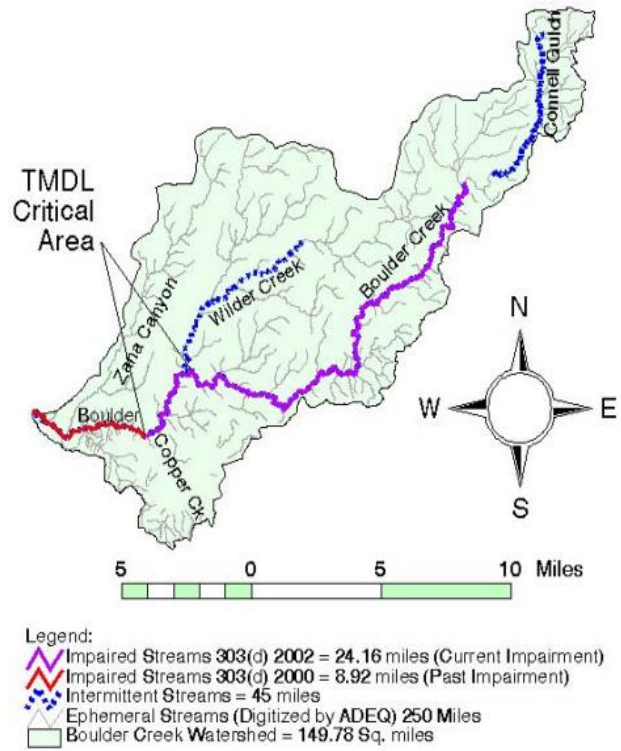 Connell Gulch
TMDL
Critical
Area
Boulder Creek
Wilder Creek
Zana Canyon
N
W
E
S
Boulder
Copper Ck
5 0 5 10 Miles
Legend:
Impaired Streams 303(d) 2002 = 24.16 miles (Current Impairment)
Impaired Streams 303(d) 2000 = 8.92 miles (Past Impairment)
Intermittent Streams = 45 miles
Ephemeral Streams (Digitized by ADEQ) 250 Miles
Boulder Creek Watershed = 149.78 Sq. miles